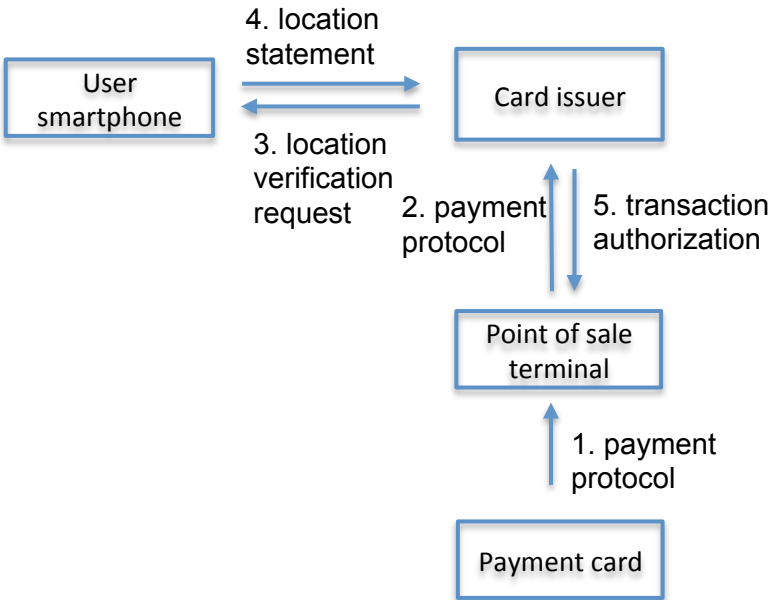 4. location
statement
User
smartphone
Card issuer
3. location
verification
request
2. payment
protocol
5. transaction
authorization
Point of sale
terminal
1. payment
protocol
Payment card